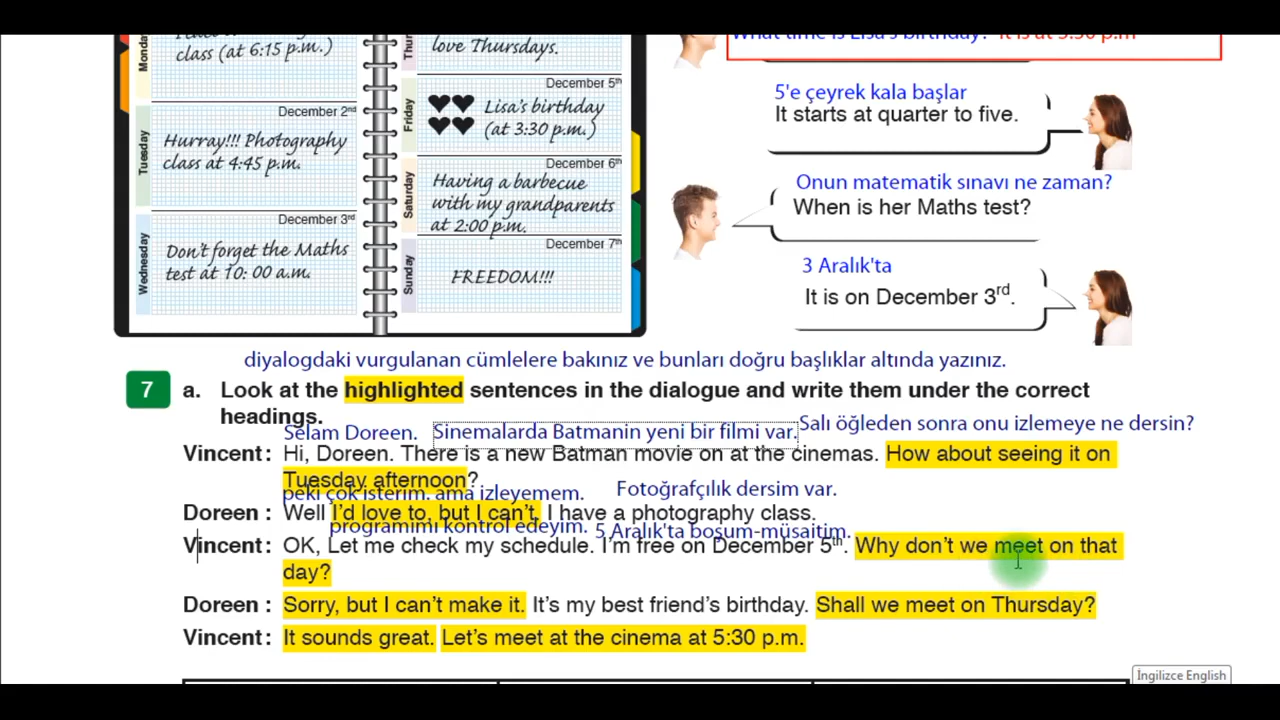 class (at 6:15 p.m.)
Tuesday
December 2nd
Hurray!!! Photography
class at 4:45 p.m.
Wednesday
December 3rd
Don't forget the Maths
test at 10: 00 a.m.
love Thursdays.
Friday
December 5th
Lisa's birthday
(at 3:30 p.m.)
Saturday
December 6th
Having a barbecue
with my grandparents
at 2:00 p.m.
Sunday
December 7th
FREEDOM!!!
What time is Lisa's birthday? It is at 3:30 p.m
5'e çeyrek kala başlar
It starts at quarter to five.
Onun matematik sınavı ne zaman?
When is her Maths test?
3 Aralık'ta
It is on December 3rd.
diyalogdaki vurgulanan cümlelere bakınız ve bunları doğru başlıklar altında yazınız.
7 a. Look at the highlighted sentences in the dialogue and write them under the correct
headings.
Selam Doreen. Sinemalarda Batmanin yeni bir filmi var. Salı öğleden sonra onu izlemeye ne dersin?
Vincent : Hi, Doreen. There is a new Batman movie on at the cinemas. How about seeing it on
Tuesday afternoon?
peki çok isterim, ama izleyemem. Fotoğrafçılık dersim var.
Doreen : Well I'd love to, but I can't. I have a photography class.
programımı kontrol edeyim. 5 Aralık'ta boşum-müsaitim.
Vincent : OK, Let me check my schedule. I'm free on December 5th. Why don't we meet on that
day?
Doreen : Sorry, but I can't make it. It's my best friend's birthday. Shall we meet on Thursday?
Vincent : It sounds great. Let's meet at the cinema at 5:30 p.m.
İngilizce English